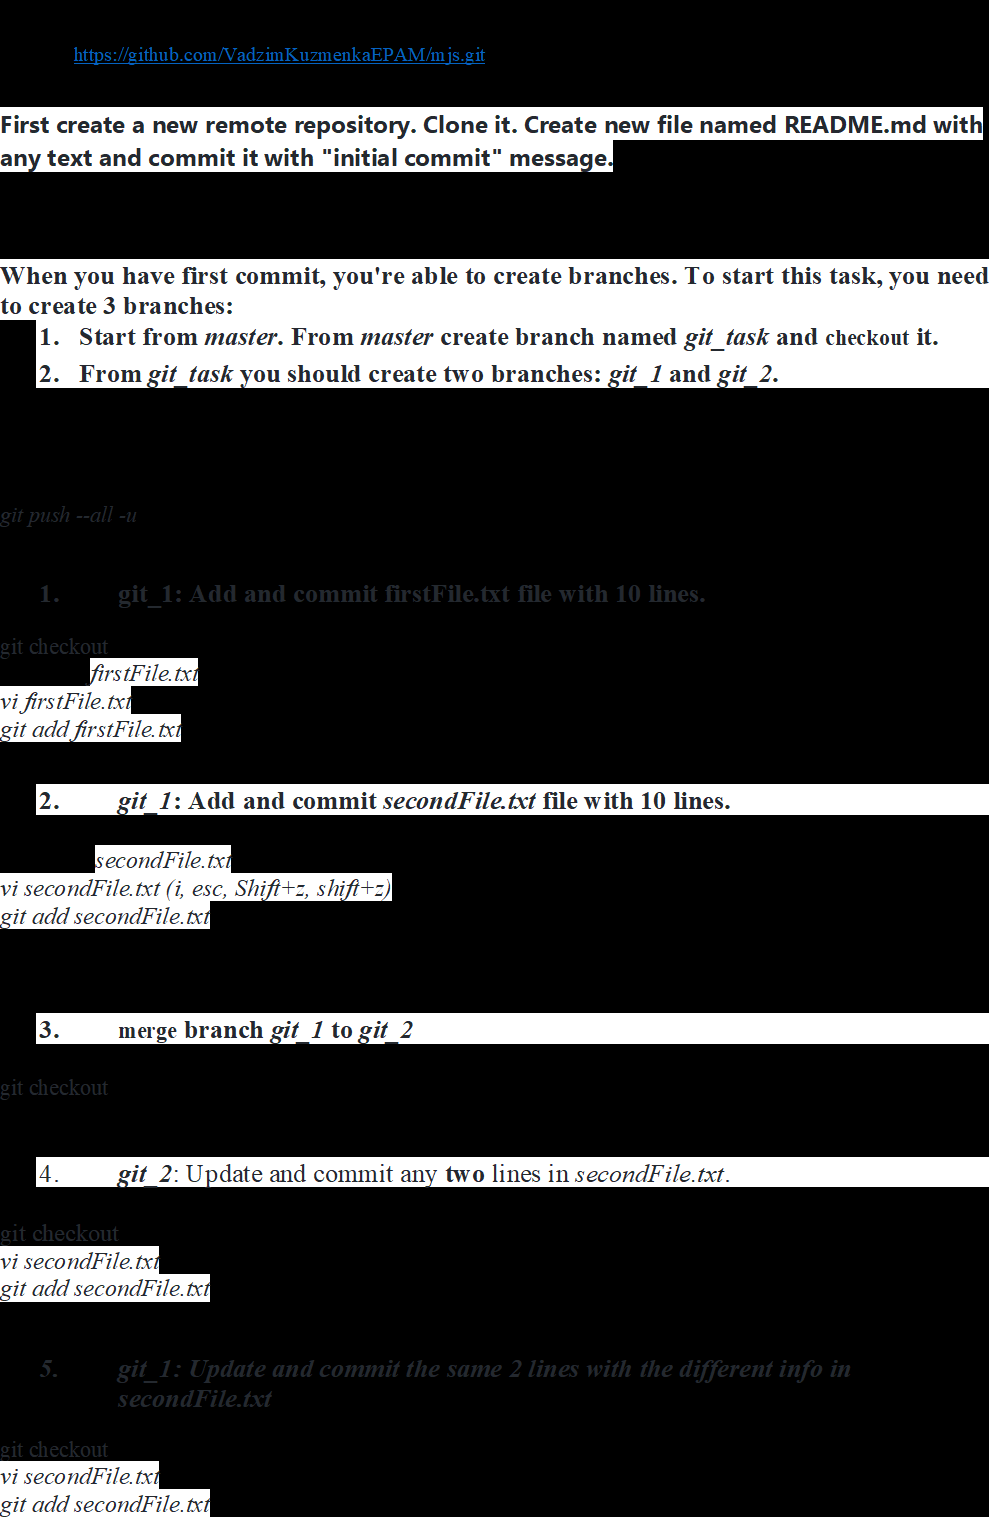 https://github.com/VadzimKuzmenkaEPAM/mjs.git
First create a new remote repository. Clone it. Create new file named README.md with
any text and commit it with "initial commit" message.
When you have first commit, you're able to create branches. To start this task, you need
to create 3 branches:
1. Start from master. From master create branch named git_task and checkout it.
2. From git_task you should create two branches: git_1 and git_2.
git push --all -u
1. git_1: Add and commit firstFile.txt file with 10 lines.
git checkout
firstFile.txt
vi firstFile.txt
git add firstFile.txt
2. git_1: Add and commit secondFile.txt file with 10 lines.
secondFile.txt
vi secondFile.txt (i, esc, Shift+z, shift+z)
git add secondFile.txt
3. merge branch git_1 to git_2
git checkout
4. git_2: Update and commit any two lines in secondFile.txt.
git checkout
vi secondFile.txt
git add secondFile.txt
5. git_1: Update and commit the same 2 lines with the different info in
secondFile.txt
git checkout
vi secondFile.txt
git add secondFile.txt